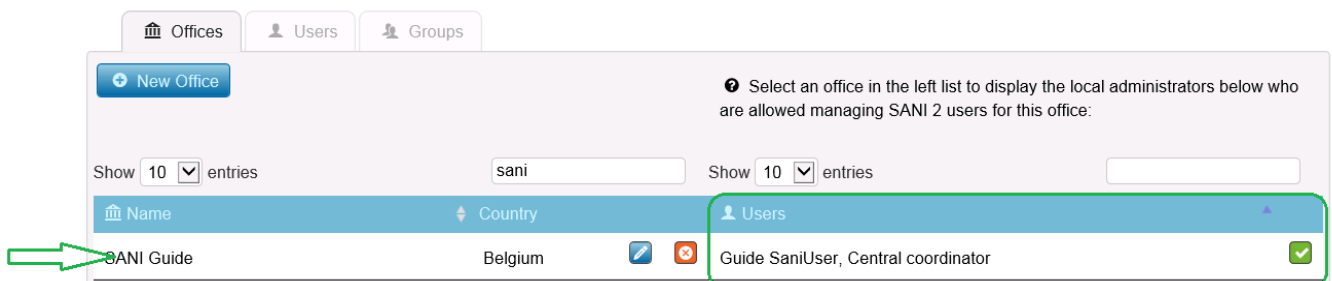 Offices Users Groups
New Office
Select an office in the left list to display the local administrators below who
are allowed managing SANI 2 users for this office:
Show 10 entries sani Show 10 entries
Name Country Users
SANI Guide Belgium Guide SaniUser, Central coordinator